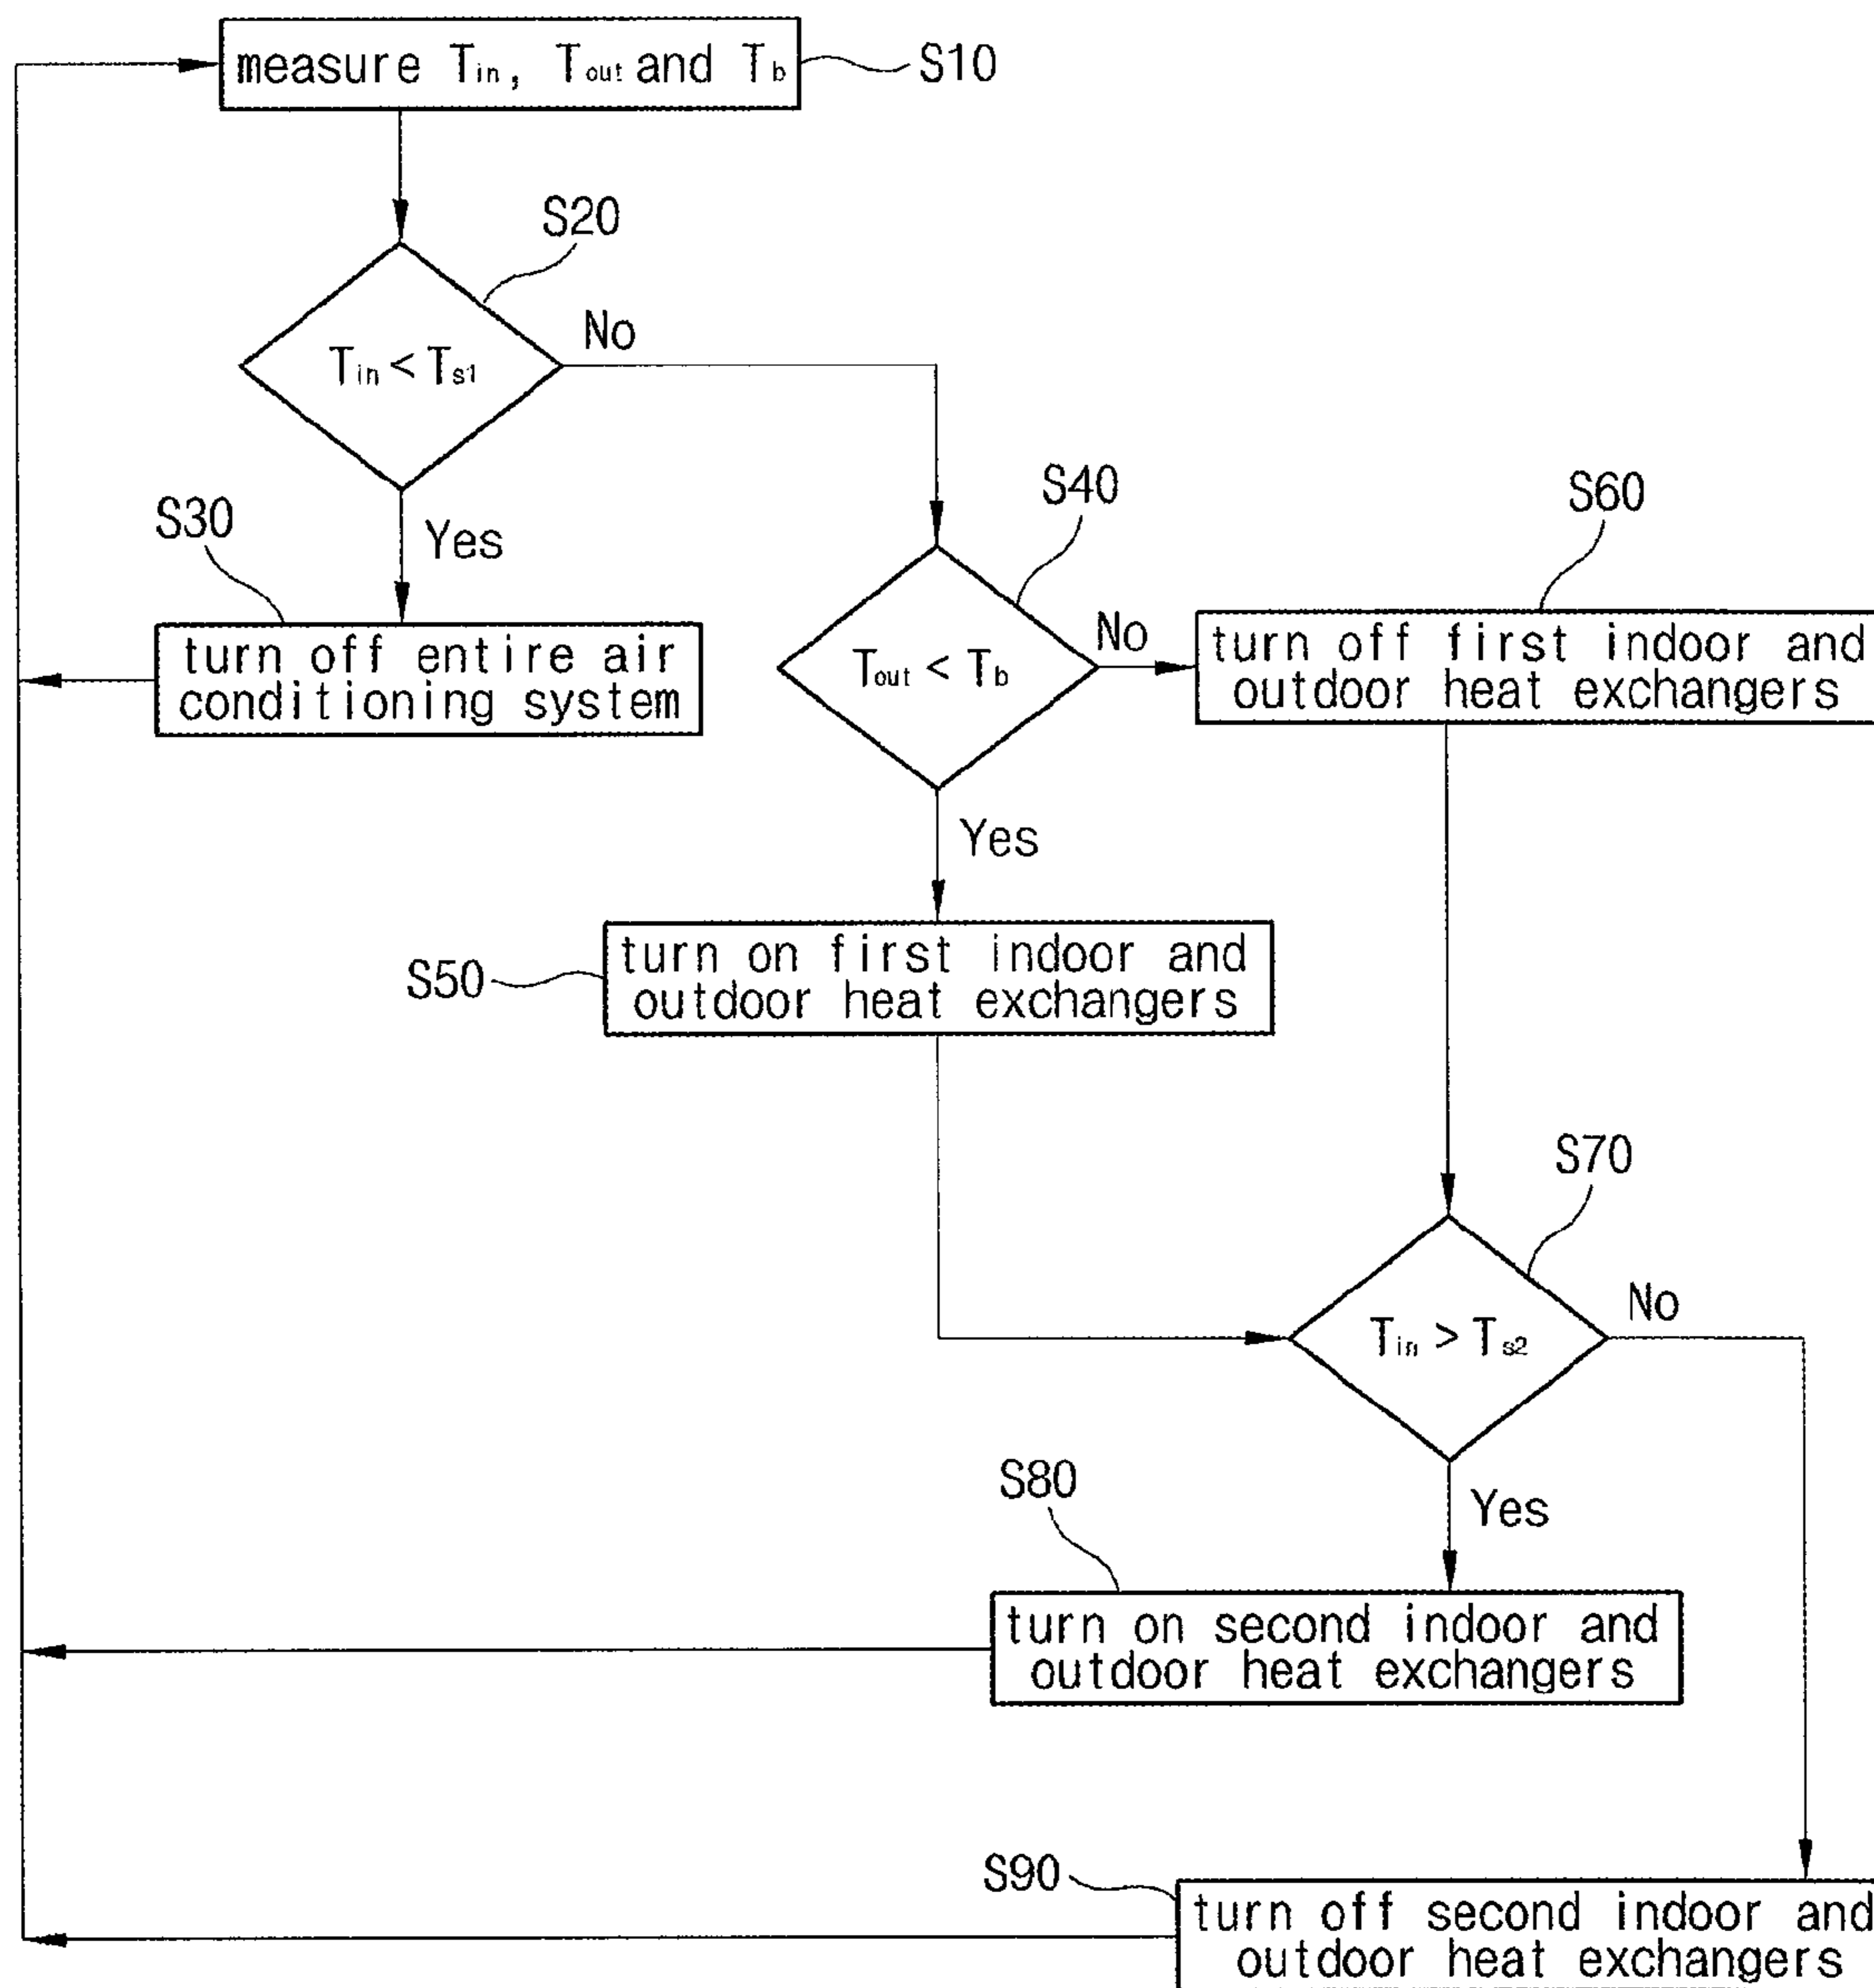 measure Tin, Tout and Tb
S10
S20
Tin < Ts1
No
Yes
S30
turn off entire air
conditioning system
S40
Tout < Tb
No
Yes
S60
turn off first indoor and
outdoor heat exchangers
S50
turn on first indoor and
outdoor heat exchangers
S70
Tin > Ts2
No
Yes
S80
turn on second indoor and
outdoor heat exchangers
S90
turn off second indoor and
outdoor heat exchangers